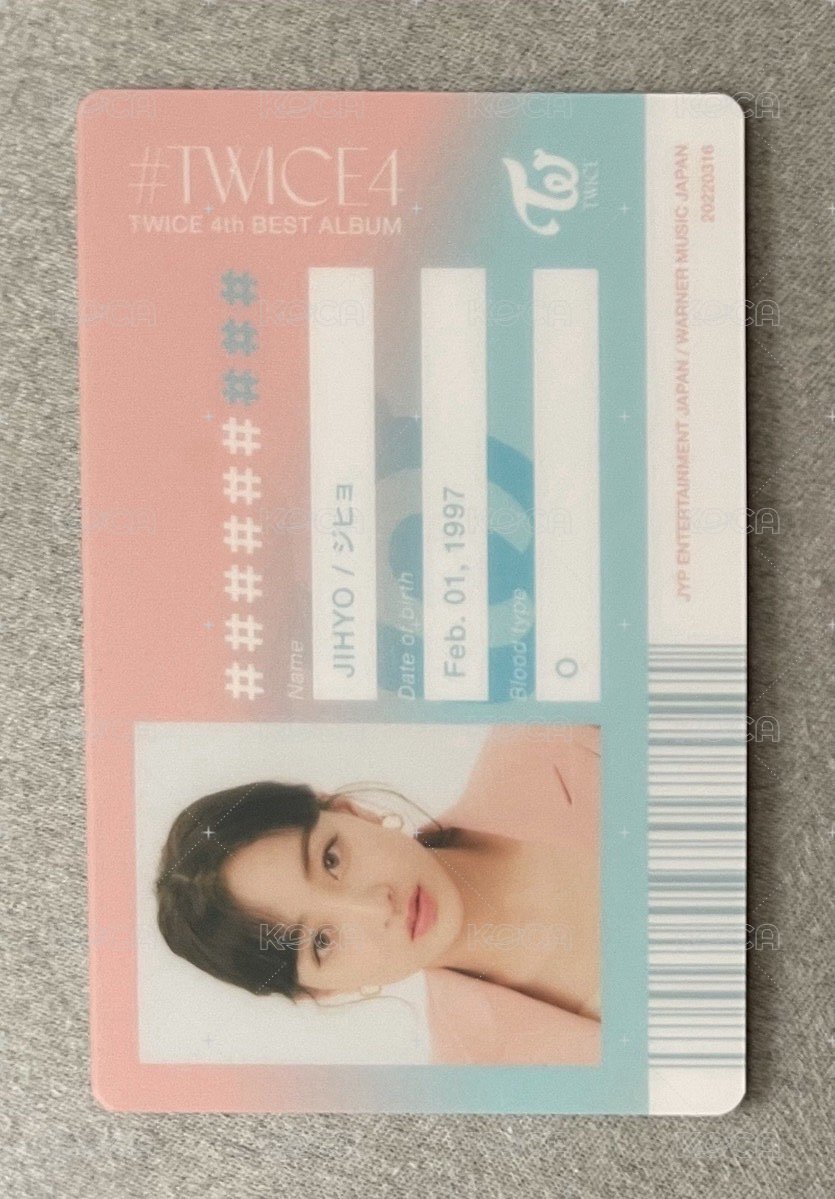 #TWICE4
TWICE 4th BEST ALBUM
TWICE
##########
Name
JIHYO / ジヒョ
Date of birth
Feb. 01, 1997
Blood type
O
JYP ENTERTAINMENT JAPAN / WARNER MUSIC JAPAN
20220316
KOCA